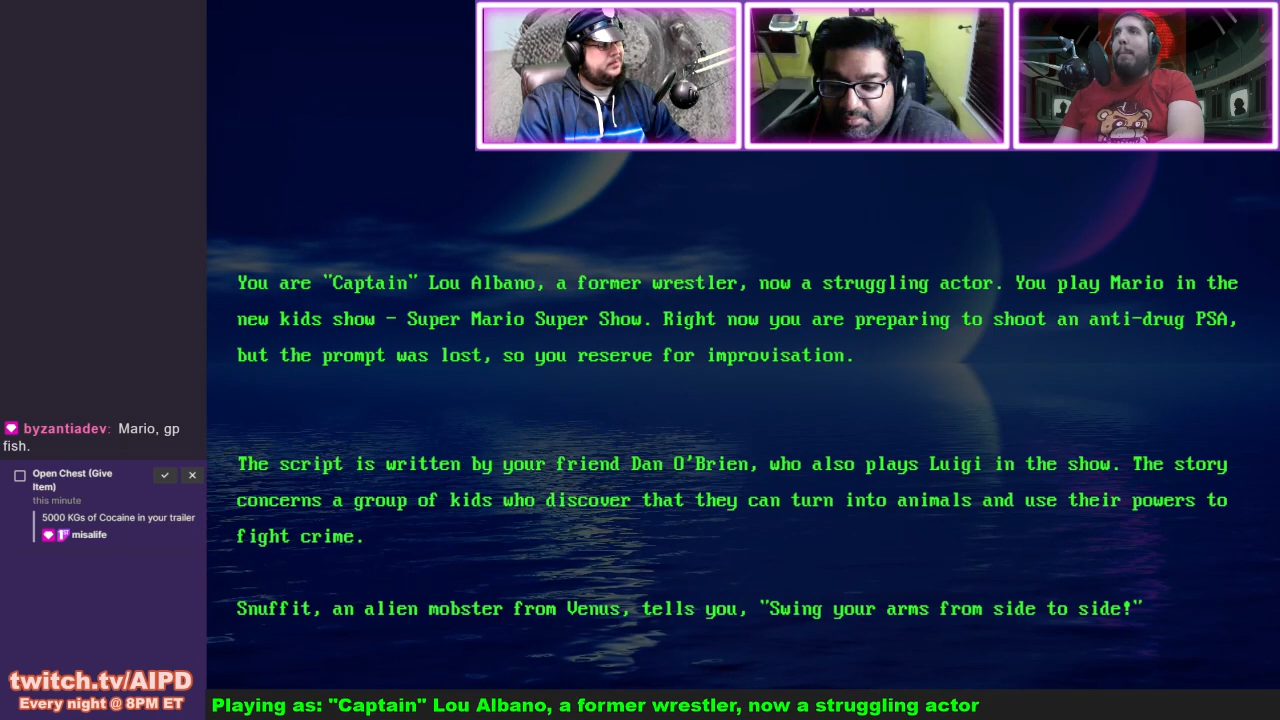 You are "Captain" Lou Albano, a former wrestler, now a struggling actor. You play Mario in the
new kids show - Super Mario Super Show. Right now you are preparing to shoot an anti-drug PSA,
but the prompt was lost, so you reserve for improvisation.
The script is written by your friend Dan O'Brien, who also plays Luigi in the show. The story
concerns a group of kids who discover that they can turn into animals and use their powers to
fight crime.
Snuffit, an alien mobster from Venus, tells you, "Swing your arms from side to side!"
byzantiadev: Mario, gp
fish.
Open Chest (Give
Item)
this minute
5000 KGs of Cocaine in your trailer
misalife
twitch.tv/AIPD
Every night @ 8PM ET
Playing as: "Captain" Lou Albano, a former wrestler, now a struggling actor